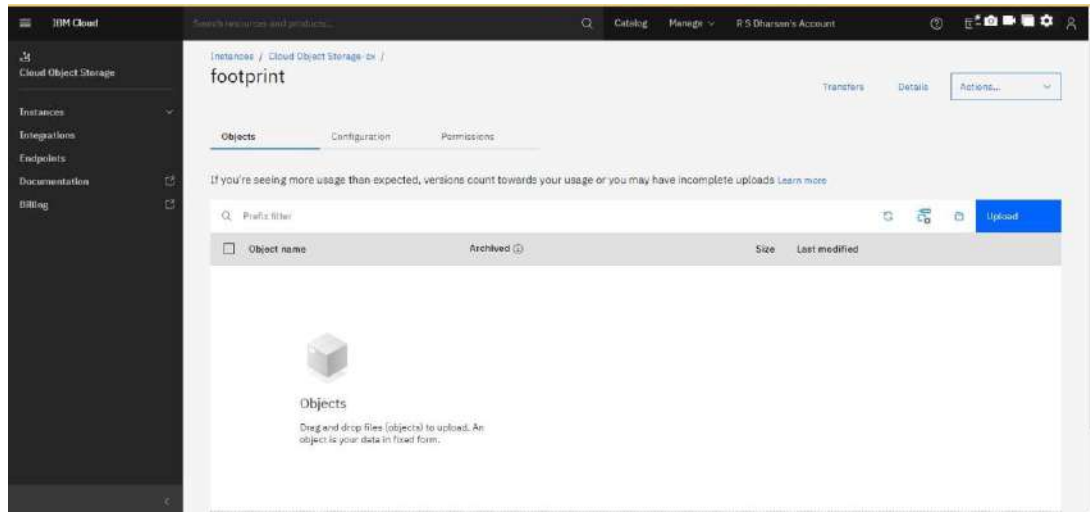 IBM Cloud
Search resources and products...
Catalog
Manage
R S Dharsen's Account
Cloud Object Storage
Instances
Integrations
Endpoints
Documentation
Billing
Instances / Cloud Object Storage-ox /
footprint
Transfers
Details
Actions...
Objects
Configuration
Permissions
If you're seeing more usage than expected, versions count towards your usage or you may have incomplete uploads Learn more
Prefix filter
Upload
Object name
Archived
Size
Last modified
Objects
Drag and drop files (objects) to upload. An
object is your data in fixed form.